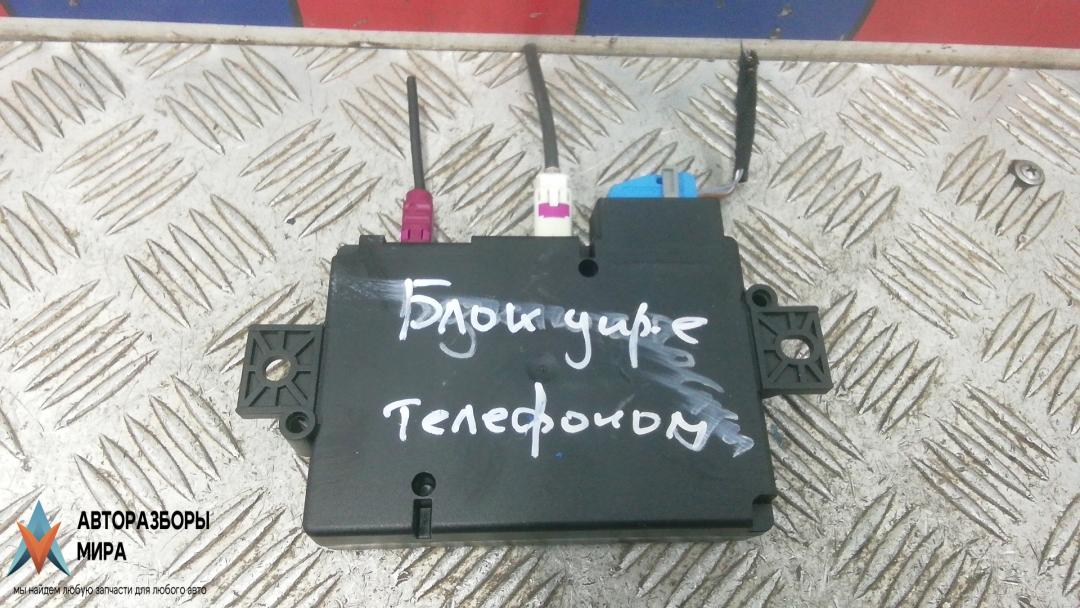 Блок упр-е
телефоном
АВТОРАЗБОРЫ
МИРА
мы найдем любую запчасти для любого авто